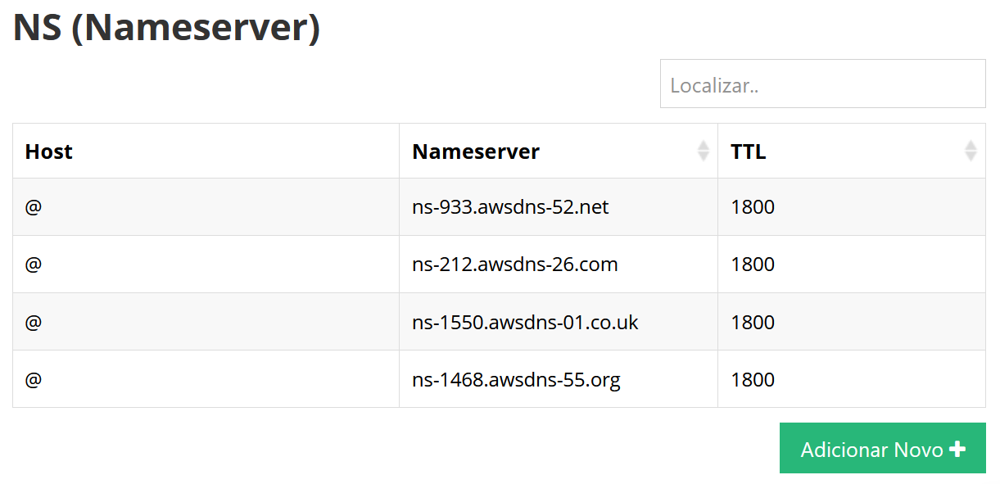 NS (Nameserver)
Localizar..
Host Nameserver TTL
@ ns-933.awsdns-52.net 1800
@ ns-212.awsdns-26.com 1800
@ ns-1550.awsdns-01.co.uk 1800
@ ns-1468.awsdns-55.org 1800
Adicionar Novo +